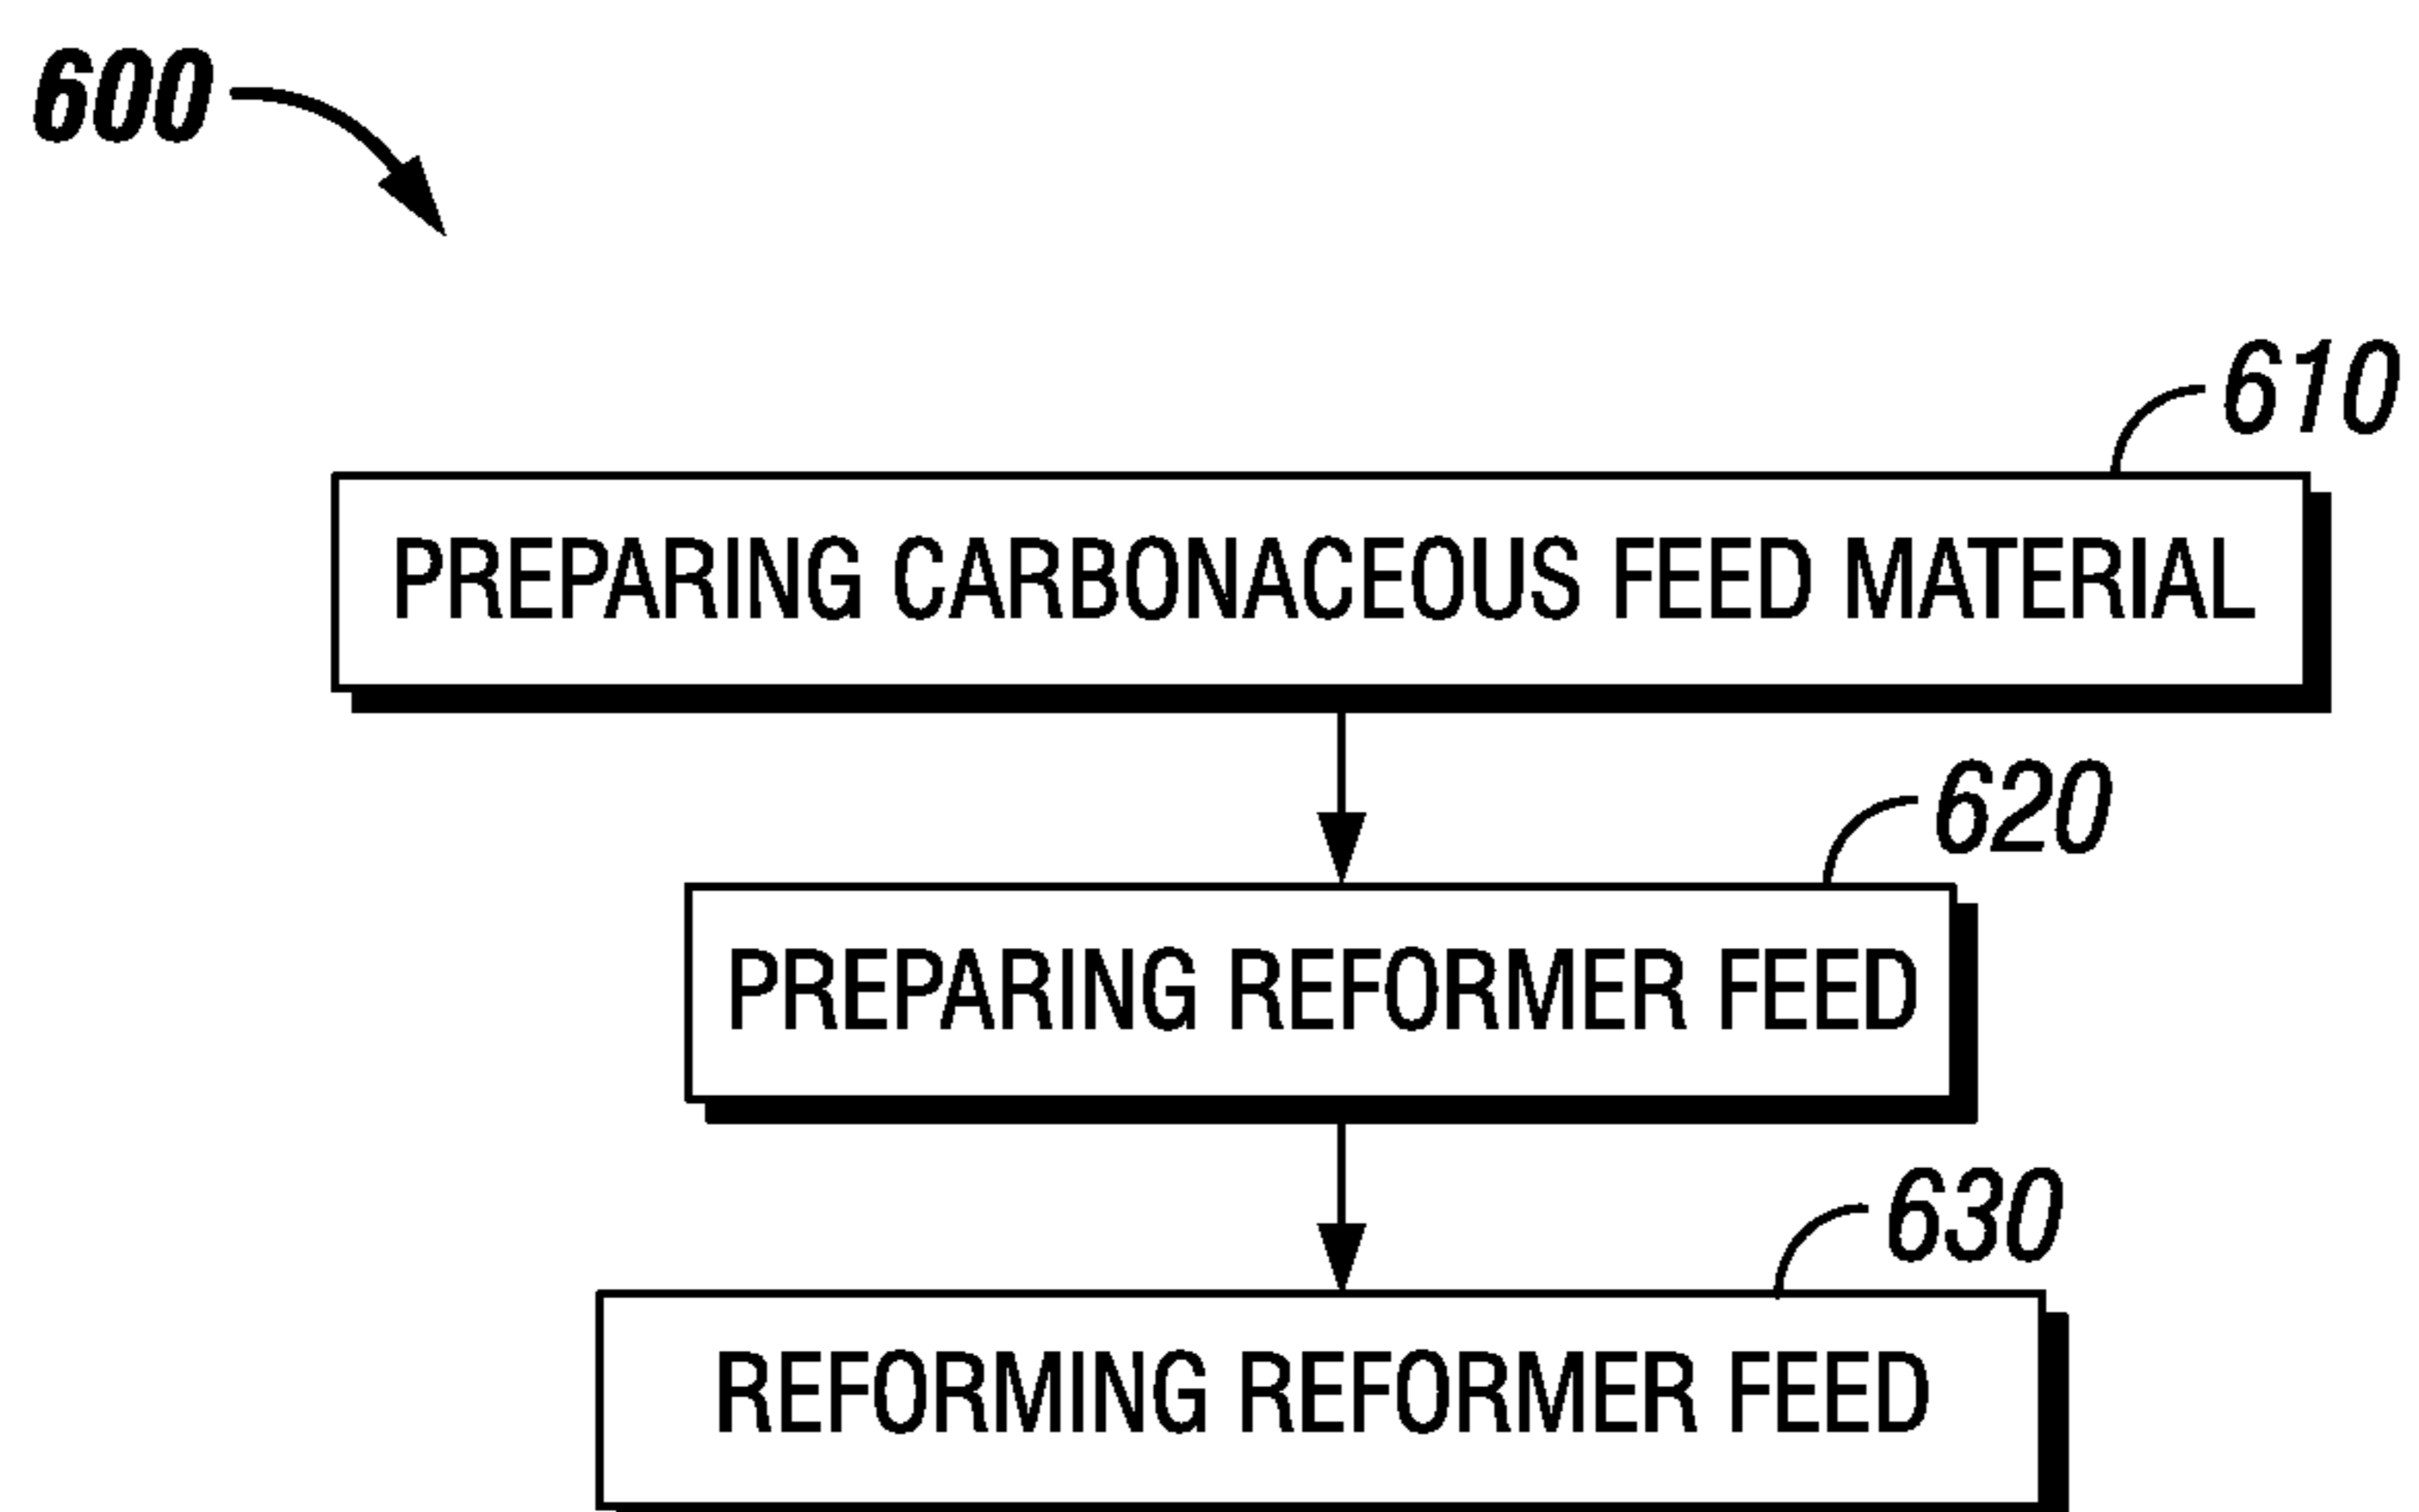 600
610
PREPARING CARBONACEOUS FEED MATERIAL
620
PREPARING REFORMER FEED
630
REFORMING REFORMER FEED